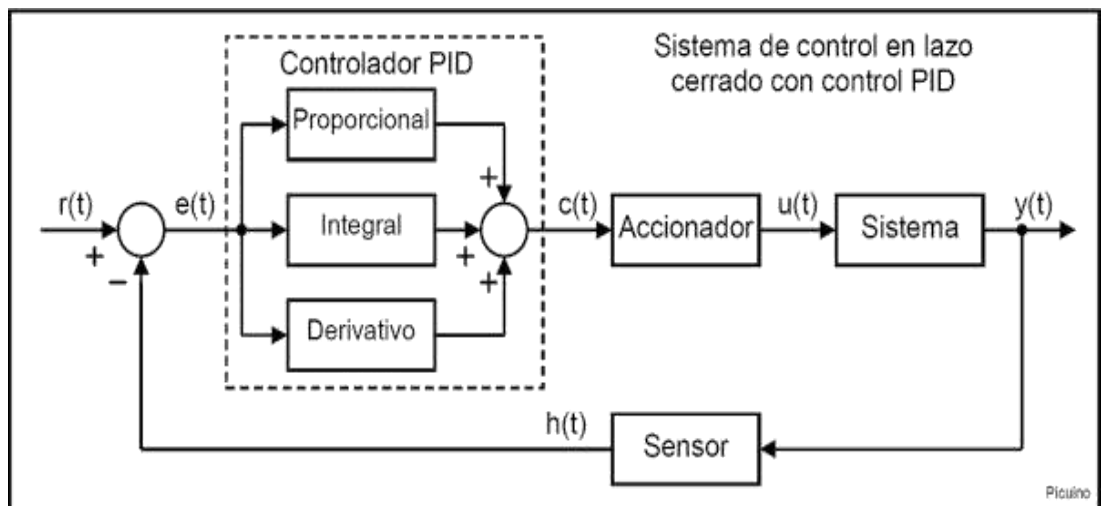 Sistema de control en lazo
cerrado con control PID
Controlador PID
Proporcional
+
r(t)
e(t)
Integral
c(t)
Accionador
u(t)
Sistema
y(t)
+
−
+
+
Derivativo
h(t)
Sensor
Picuino